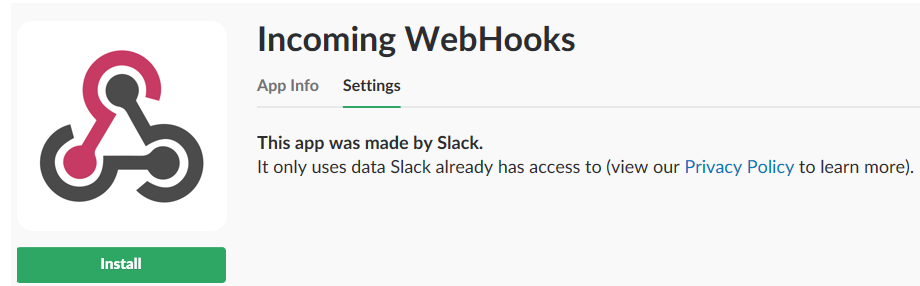 Incoming WebHooks
App Info Settings
This app was made by Slack.
It only uses data Slack already has access to (view our Privacy Policy to learn more).
Install